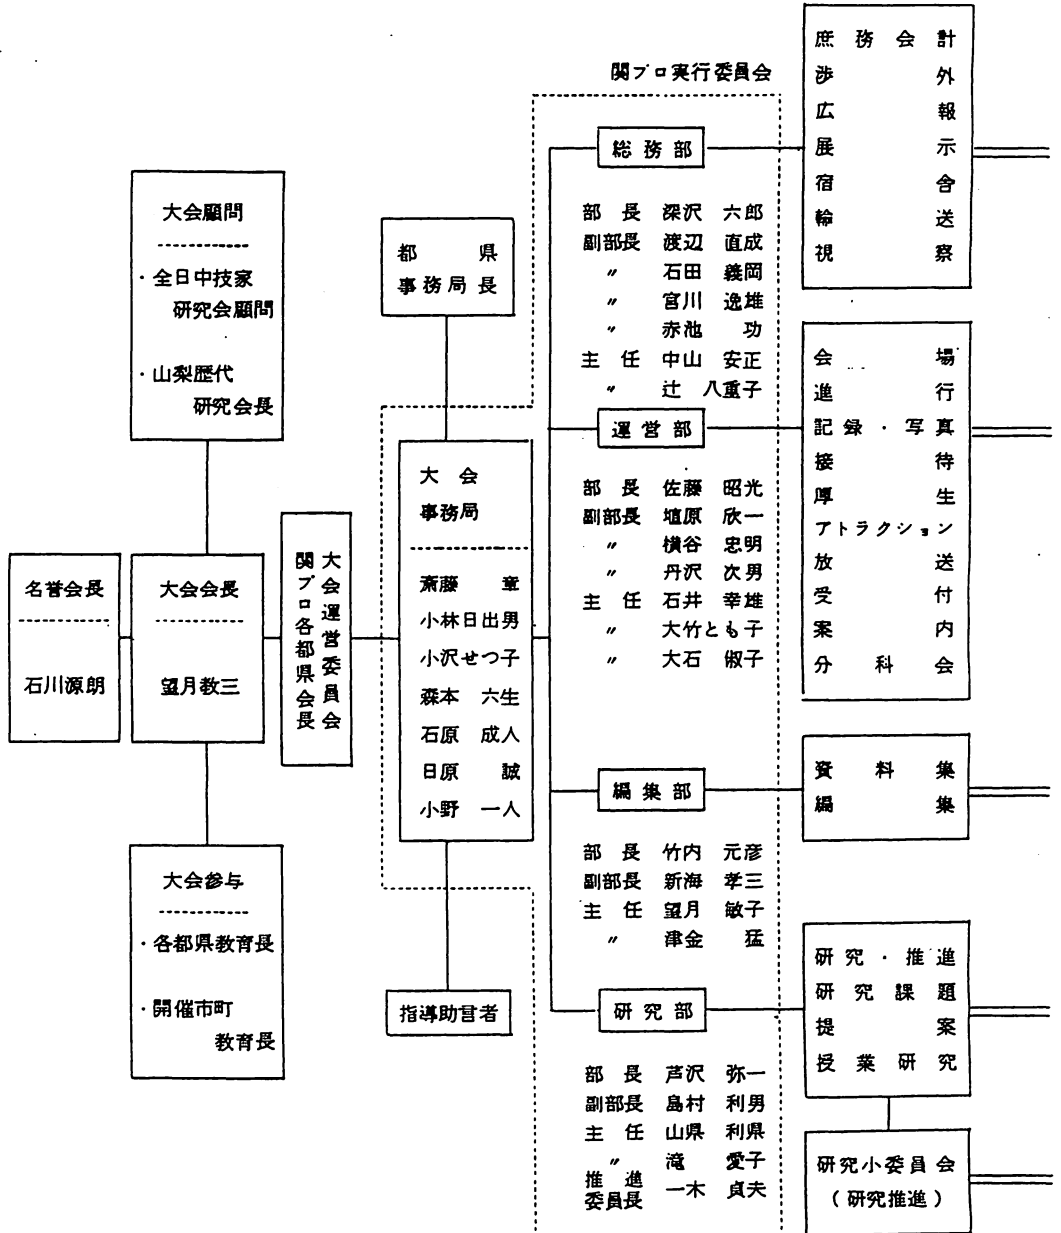 大会顧問
・全日中技家
研究会顧問
・山梨歴代
研究会長
名誉会長
石川源朗
大会会長
望月教三
大会参与
・各都県教育長
・開催市町
教育長
大会運営委員会
関プロ各都県会長
都県
事務局長
大会
事務局
斎藤 章
小林日出男
小沢せつ子
森本 六生
石原 成人
日原 誠
小野 一人
指導助言者
関プロ実行委員会
総務部
部長 深沢 六郎
副部長 渡辺 直成
〃 石田 義岡
〃 宮川 逸雄
〃 赤池 功
主任 中山 安正
〃 辻 八重子
運営部
部長 佐藤 昭光
副部長 埴原 欣一
〃 横谷 忠明
〃 丹沢 次男
主任 石井 幸雄
〃 大竹とも子
〃 大石 俶子
編集部
部長 竹内 元彦
副部長 新海 孝三
主任 望月 敏子
〃 津金 猛
研究部
部長 芦沢 弥一
副部長 島村 利男
主任 山県 利県
〃 滝 愛子
推進
委員長 一木 貞夫
庶務会計
渉外
広報
展示
宿舎
輸送
視察
会場
進行
記録・写真
接待
厚生
アトラクション
放送
受付
案内
分科会
資料集
編集
研究・推進
研究課題
提案
授業研究
研究小委員会
(研究推進)